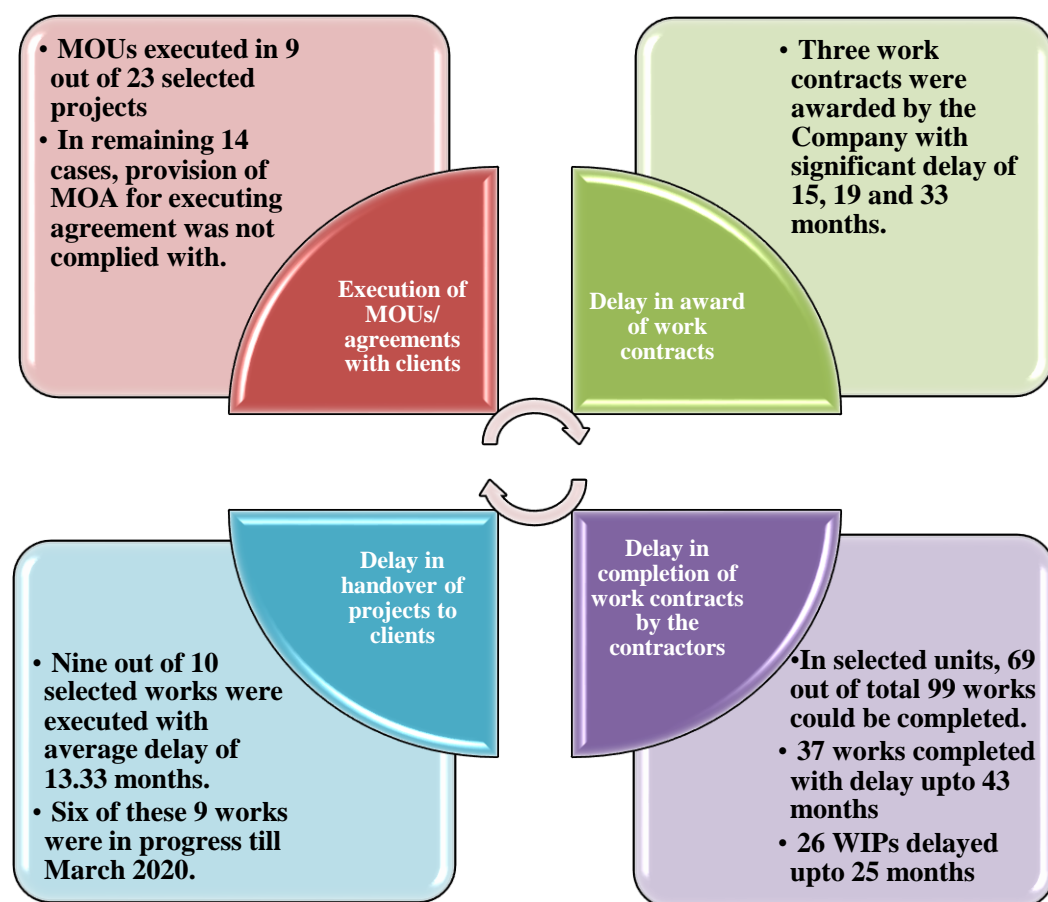 • MOUs executed in 9
out of 23 selected
projects
• In remaining 14
cases, provision of
MOA for executing
agreement was not
complied with.
Execution of
MOUs/
agreements
with clients
• Three work
contracts were
awarded by the
Company with
significant delay of
15, 19 and 33
months.
Delay in award
of work
contracts
Delay in
handover of
projects to
clients
• Nine out of 10
selected works were
executed with
average delay of
13.33 months.
• Six of these 9 works
were in progress till
March 2020.
Delay in
completion of
work contracts
by the
contractors
•In selected units, 69
out of total 99 works
could be completed.
• 37 works completed
with delay upto 43
months
• 26 WIPs delayed
upto 25 months